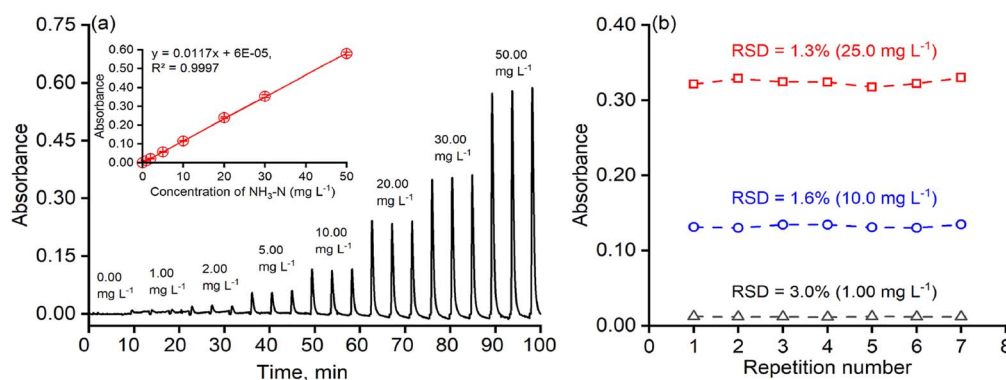 (a)
0.75
0.60
0.45
0.30
0.15
0.00
Absorbance
0 10 20 30 40 50 60 70 80 90 100
Time, min
y = 0.0117x + 6E-05,
R² = 0.9997
0.60
0.50
0.40
0.30
0.20
0.10
0.00
Absorbance
0 10 20 30 40 50
Concentration of NH₃-N (mg L⁻¹)
0.00
mg L⁻¹
1.00
mg L⁻¹
2.00
mg L⁻¹
5.00
mg L⁻¹
10.00
mg L⁻¹
20.00
mg L⁻¹
30.00
mg L⁻¹
50.00
mg L⁻¹
(b)
0.40
0.30
0.20
0.10
0.00
Absorbance
RSD = 1.3% (25.0 mg L⁻¹)
RSD = 1.6% (10.0 mg L⁻¹)
RSD = 3.0% (1.00 mg L⁻¹)
0 1 2 3 4 5 6 7 8
Repetition number